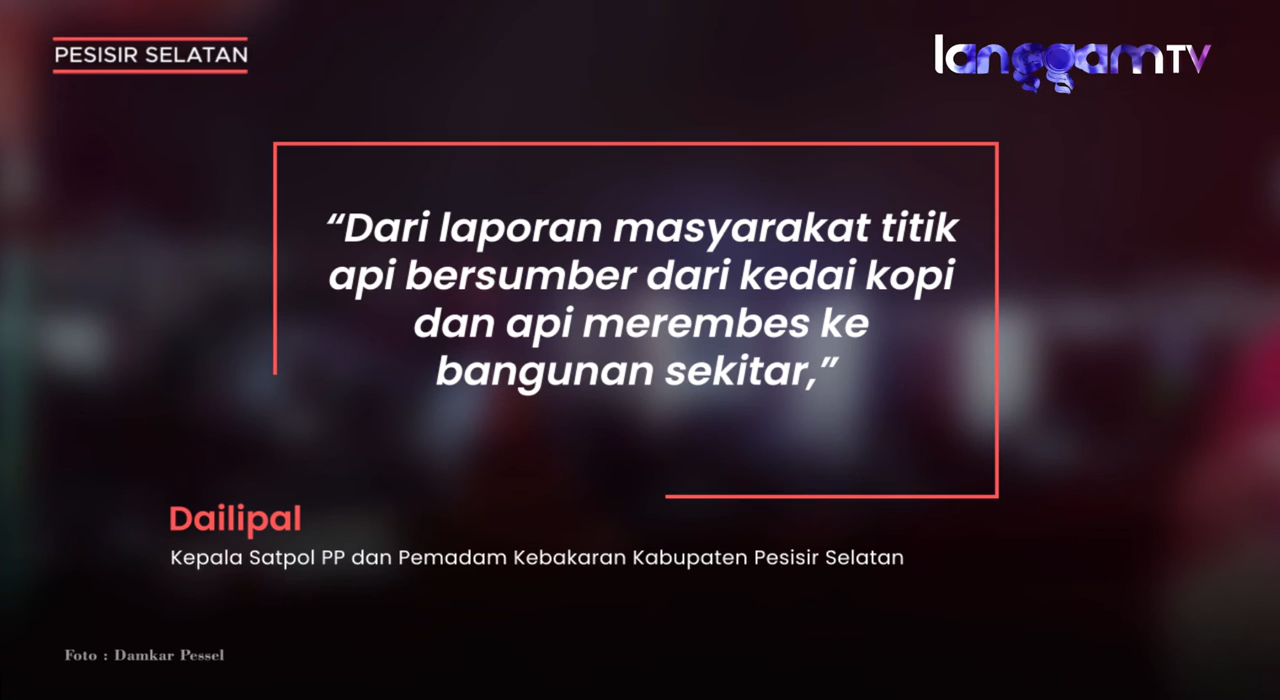 PESISIR SELATAN
langgamTV
“Dari laporan masyarakat titik
api bersumber dari kedai kopi
dan api merembes ke
bangunan sekitar,”
Dailipal
Kepala Satpol PP dan Pemadam Kebakaran Kabupaten Pesisir Selatan
Foto : Damkar Pessel